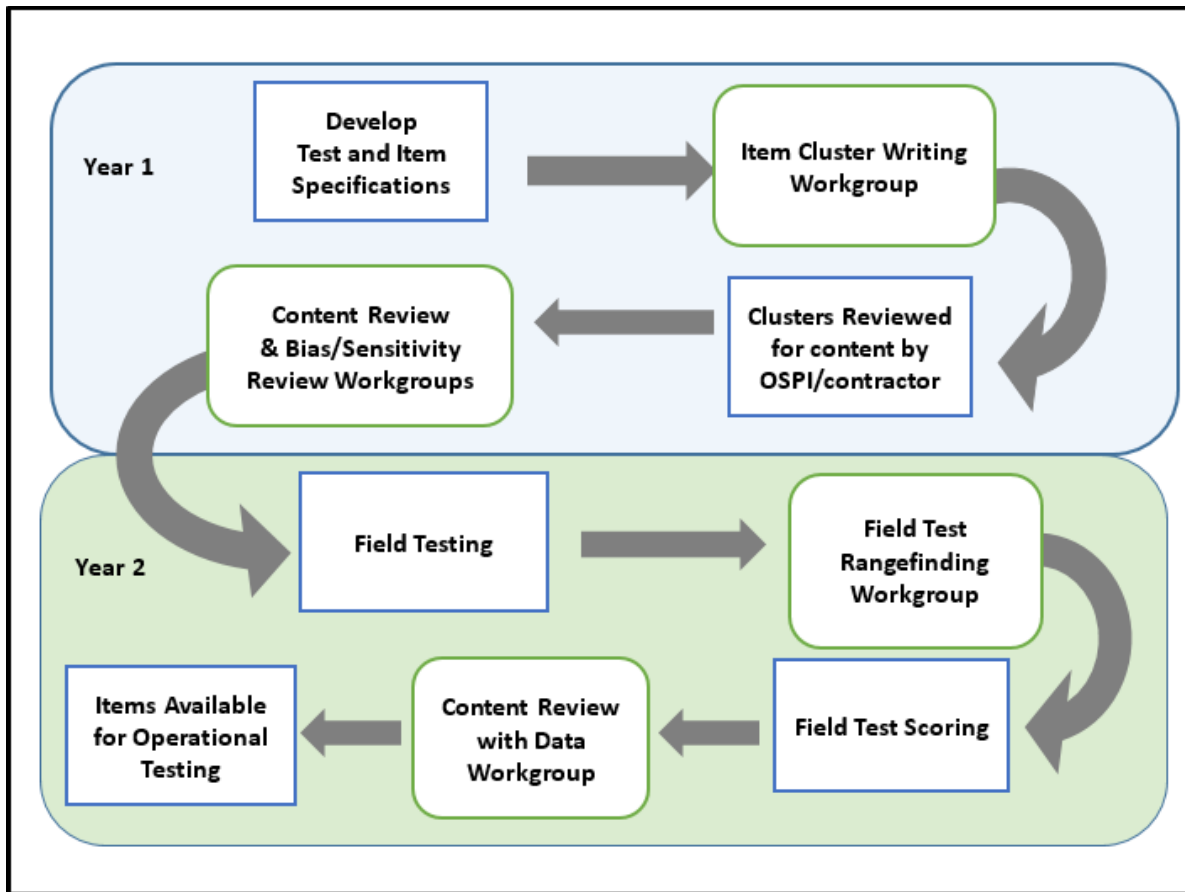 Year 1
Develop
Test and Item
Specifications
Item Cluster Writing
Workgroup
Clusters Reviewed
for content by
OSPI/contractor
Content Review
& Bias/Sensitivity
Review Workgroups
Year 2
Field Testing
Field Test
Rangefinding
Workgroup
Field Test Scoring
Content Review
with Data
Workgroup
Items Available
for Operational
Testing